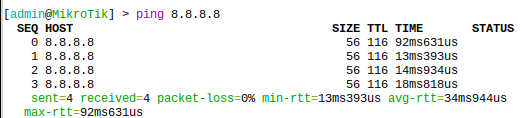 [admin@MikroTik] > ping 8.8.8.8
SEQ HOST SIZE TTL TIME STATUS
0 8.8.8.8 56 116 92ms631us
1 8.8.8.8 56 116 13ms393us
2 8.8.8.8 56 116 14ms934us
3 8.8.8.8 56 116 18ms818us
sent=4 received=4 packet-loss=0% min-rtt=13ms393us avg-rtt=34ms944us
max-rtt=92ms631us